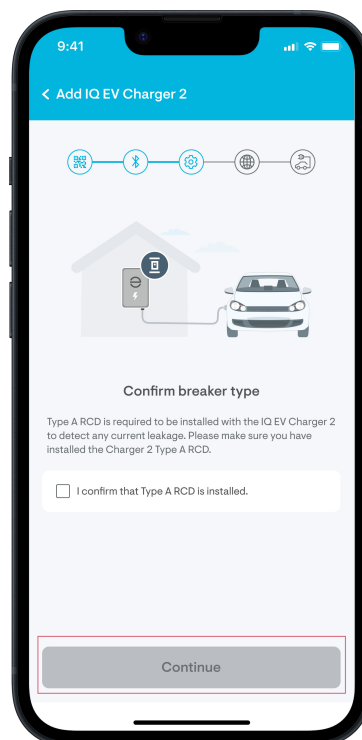 9:41
Add IQ EV Charger 2
Confirm breaker type
Type A RCD is required to be installed with the IQ EV Charger 2
to detect any current leakage. Please make sure you have
installed the Charger 2 Type A RCD.
I confirm that Type A RCD is installed.
Continue